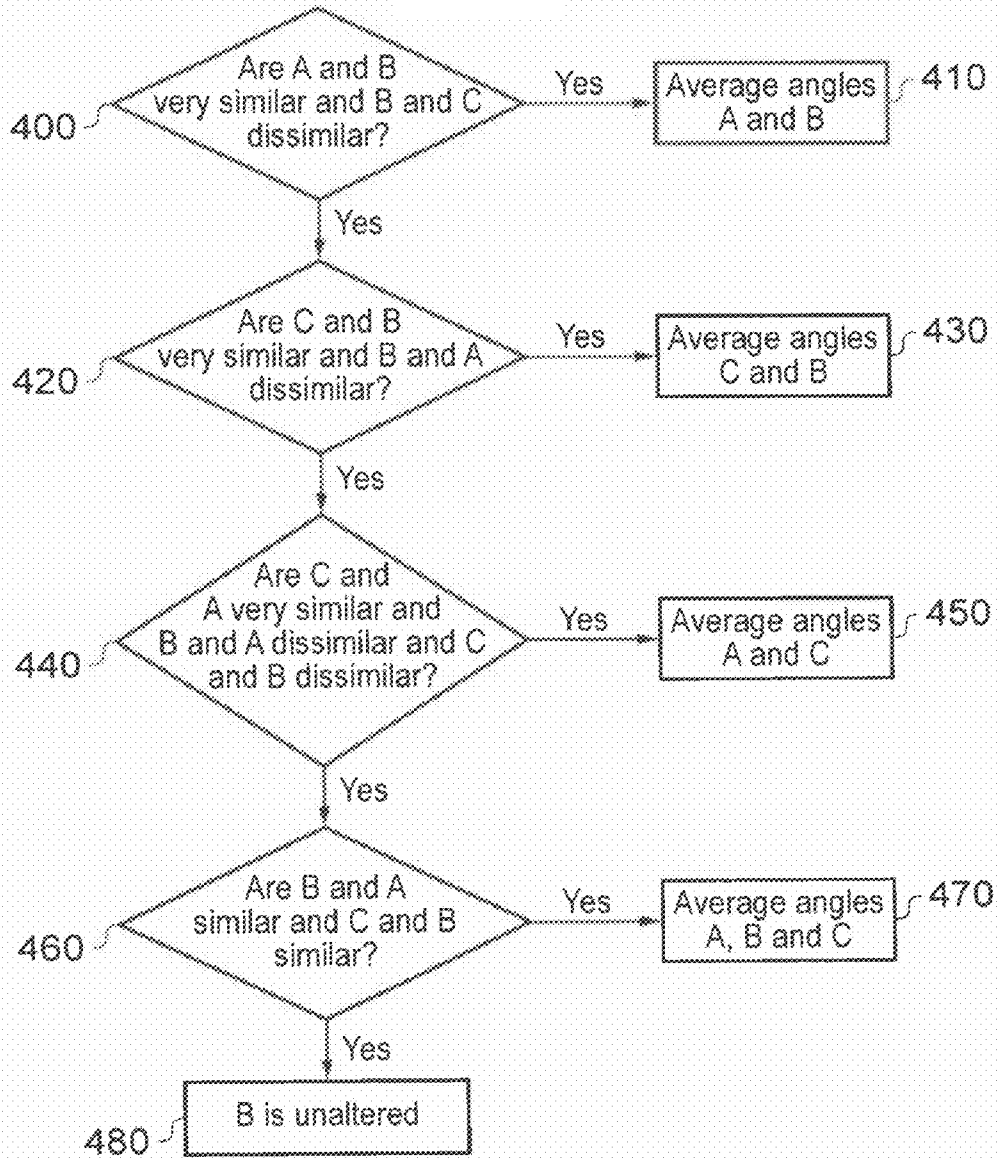 Are A and B
very similar and B and C
dissimilar?
400
Yes
Average angles
A and B
410
Yes
Are C and B
very similar and B and A
dissimilar?
420
Yes
Average angles
C and B
430
Yes
Are C and
A very similar and
B and A dissimilar and C
and B dissimilar?
440
Yes
Average angles
A and C
450
Yes
Are B and A
similar and C and B
similar?
460
Yes
Average angles
A, B and C
470
Yes
B is unaltered
480